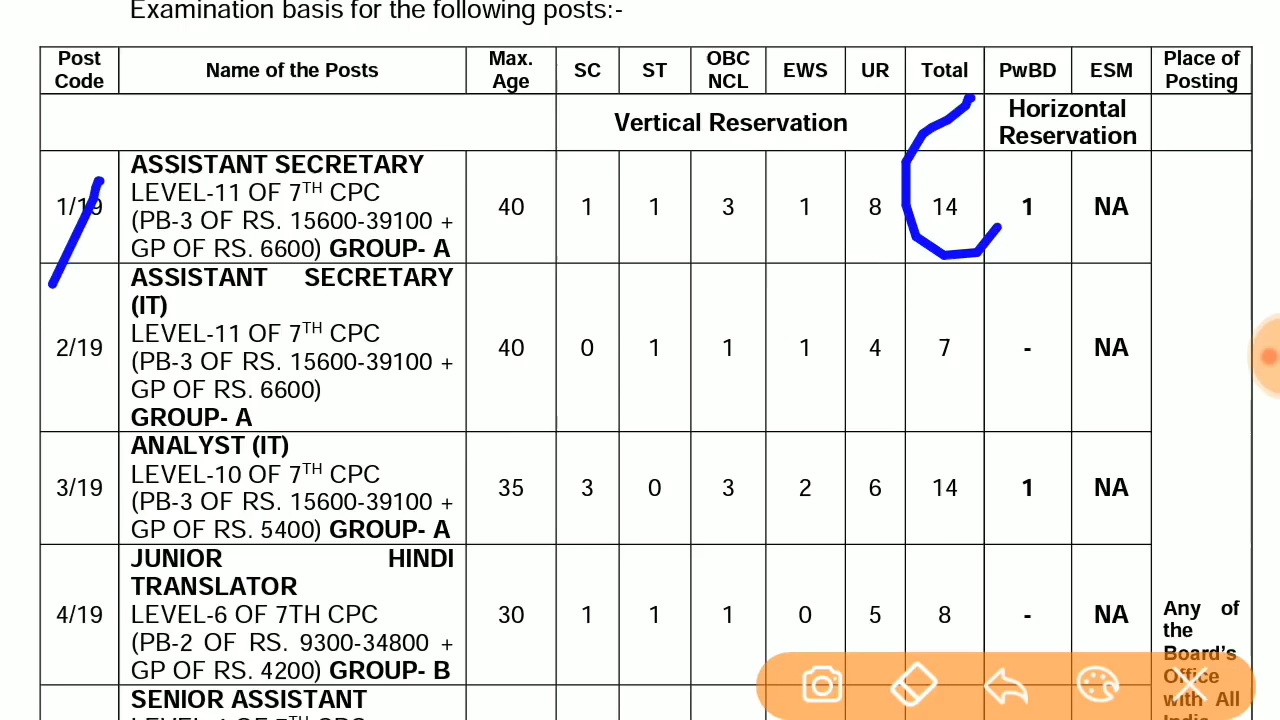 Examination basis for the following posts:-
Post Code | Name of the Posts | Max. Age | SC | ST | OBC NCL | EWS | UR | Total | PwBD | ESM | Place of Posting
Vertical Reservation | Horizontal Reservation
1/19 | ASSISTANT SECRETARY
LEVEL-11 OF 7TH CPC
(PB-3 OF RS. 15600-39100 +
GP OF RS. 6600) GROUP- A | 40 | 1 | 1 | 3 | 1 | 8 | 14 | 1 | NA
2/19 | ASSISTANT SECRETARY
(IT)
LEVEL-11 OF 7TH CPC
(PB-3 OF RS. 15600-39100 +
GP OF RS. 6600)
GROUP- A | 40 | 0 | 1 | 1 | 1 | 4 | 7 | - | NA
3/19 | ANALYST (IT)
LEVEL-10 OF 7TH CPC
(PB-3 OF RS. 15600-39100 +
GP OF RS. 5400) GROUP- A | 35 | 3 | 0 | 3 | 2 | 6 | 14 | 1 | NA
4/19 | JUNIOR HINDI
TRANSLATOR
LEVEL-6 OF 7TH CPC
(PB-2 OF RS. 9300-34800 +
GP OF RS. 4200) GROUP- B | 30 | 1 | 1 | 1 | 0 | 5 | 8 | - | NA
SENIOR ASSISTANT
Any of
the
Board's
Office
with All